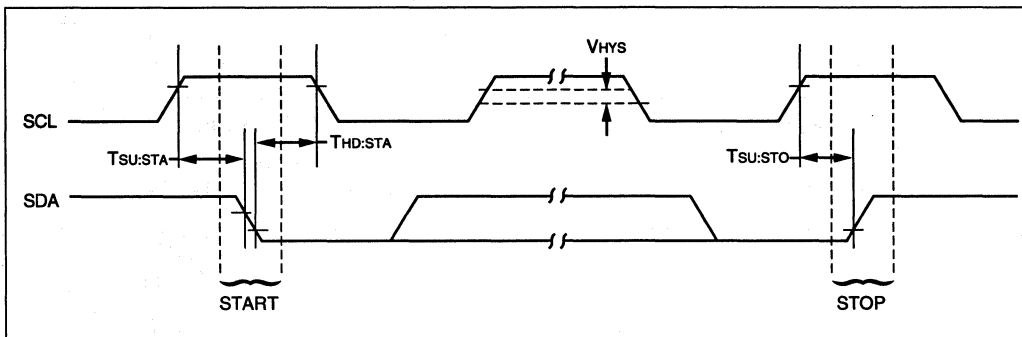 VHYS
SCL
TSU:STA
THD:STA
TSU:STO
SDA
START
STOP